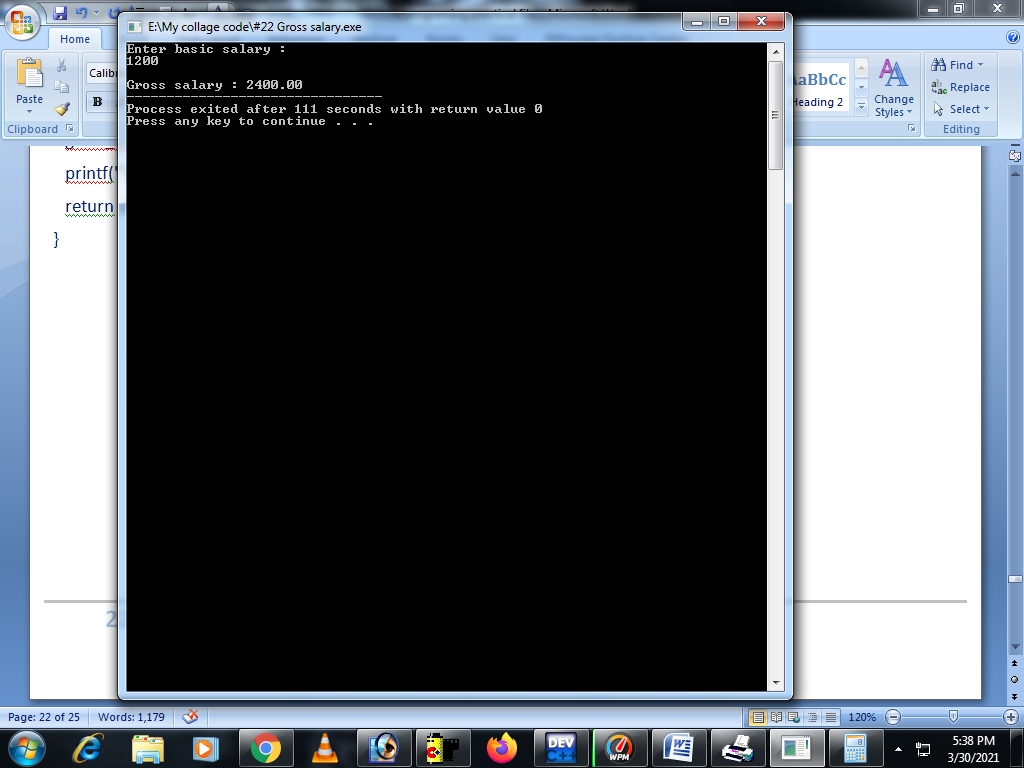 E:\My collage code\#22 Gross salary.exe
Enter basic salary :
1200
Gross salary : 2400.00
--------------------------------
Process exited after 111 seconds with return value 0
Press any key to continue . . .
Home
Paste
Clipboard
Calib
B
AaBbCc
Heading 2
Change
Styles
Find
Replace
Select
Editing
printf(
return
}
2
Page: 22 of 25
Words: 1,179
120%
DEV
C++
WPM
5:38 PM
3/30/2021